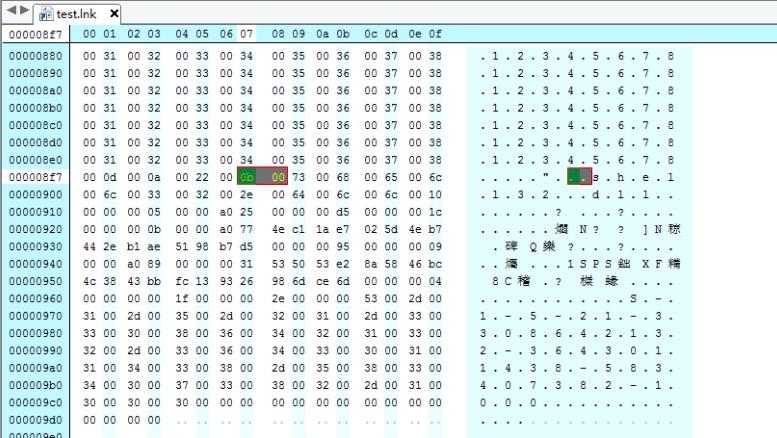 test.lnk
000008f7 00 01 02 03 04 05 06 07 08 09 0a 0b 0c 0d 0e 0f
00000880 00 31 00 32 00 33 00 34 00 35 00 36 00 37 00 38 .1.2.3.4.5.6.7.8
00000890 00 31 00 32 00 33 00 34 00 35 00 36 00 37 00 38 .1.2.3.4.5.6.7.8
000008a0 00 31 00 32 00 33 00 34 00 35 00 36 00 37 00 38 .1.2.3.4.5.6.7.8
000008b0 00 31 00 32 00 33 00 34 00 35 00 36 00 37 00 38 .1.2.3.4.5.6.7.8
000008c0 00 31 00 32 00 33 00 34 00 35 00 36 00 37 00 38 .1.2.3.4.5.6.7.8
000008d0 00 31 00 32 00 33 00 34 00 35 00 36 00 37 00 38 .1.2.3.4.5.6.7.8
000008e0 00 31 00 32 00 33 00 34 00 35 00 36 00 37 00 38 .1.2.3.4.5.6.7.8
000008f7 00 0d 00 0a 00 22 00 0b 00 73 00 68 00 65 00 6c ....."...s.h.e.l
00000900 00 6c 00 33 00 32 00 2e 00 64 00 6c 00 6c 00 10 .l.3.2...d.l.l..
00000910 00 00 00 05 00 00 a0 25 00 00 00 d5 00 00 00 1c ......?...?....
00000920 00 00 00 0b 00 00 a0 77 4e c1 1a e7 02 5d 4e b7 N? ? ]N
00000930 44 2e b1 ae 51 98 b7 d5 00 00 00 95 00 00 00 09 .碑 Q樂 ?...?....
00000940 00 00 a0 89 00 00 00 31 53 50 53 e2 8a 58 46 bc ...1SPS XF
00000950 4c 38 43 bb fc 13 93 26 98 6d ce 6d 00 00 00 04 8C稽 .?
00000960 00 00 00 00 1f 00 00 00 2e 00 00 00 53 00 2d 00 ............S.-.
00000970 31 00 2d 00 35 00 2d 00 32 00 31 00 2d 00 33 00 1.-.5.-.21.-.3.
00000980 33 00 30 00 38 00 36 00 34 00 32 00 31 00 33 00 3.0.8.6.4.2.1.3.
00000990 32 00 2d 00 33 00 36 00 34 00 33 00 30 00 31 00 2.-.3.6.4.3.0.1.
000009a0 31 00 34 00 33 00 38 00 2d 00 35 00 38 00 33 00 1.4.3.8.-.5.8.3.
000009b0 34 00 30 00 37 00 33 00 38 00 32 00 2d 00 31 00 4.0.7.3.8.2.-.1.
000009c0 30 00 30 00 30 00 00 00 00 00 00 00 00 00 00 00 0.0.0...........
000009d0 00 00 00 00 .. .. .. .. .. .. .. .. .. .. .. .. ....
000009e0